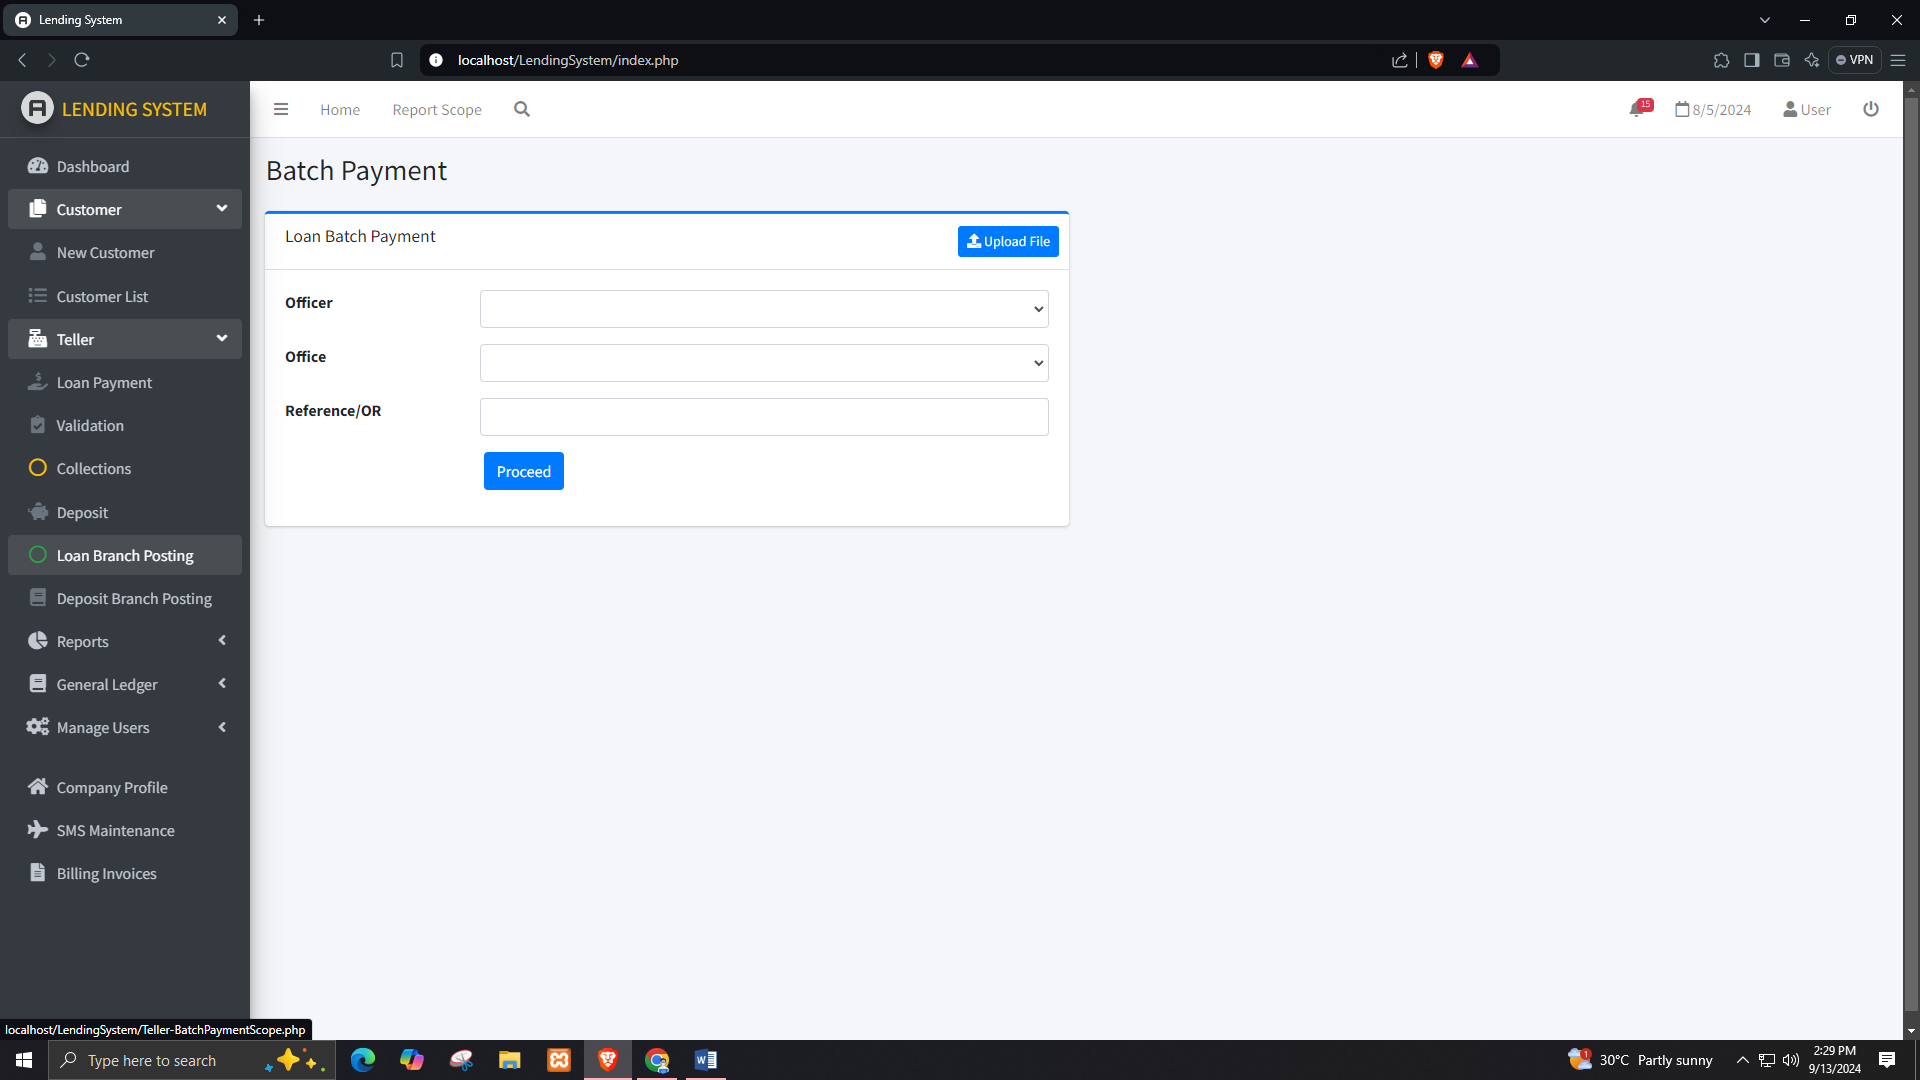 Lending System
localhost/LendingSystem/index.php
VPN
A LENDING SYSTEM
Home
Report Scope
15
8/5/2024
User
Dashboard
Customer
New Customer
Customer List
Teller
Loan Payment
Validation
Collections
Deposit
Loan Branch Posting
Deposit Branch Posting
Reports
General Ledger
Manage Users
Company Profile
SMS Maintenance
Billing Invoices
Batch Payment
Loan Batch Payment
Upload File
Officer
Office
Reference/OR
Proceed
localhost/LendingSystem/Teller-BatchPaymentScope.php
Type here to search
1
30°C Partly sunny
2:29 PM
9/13/2024